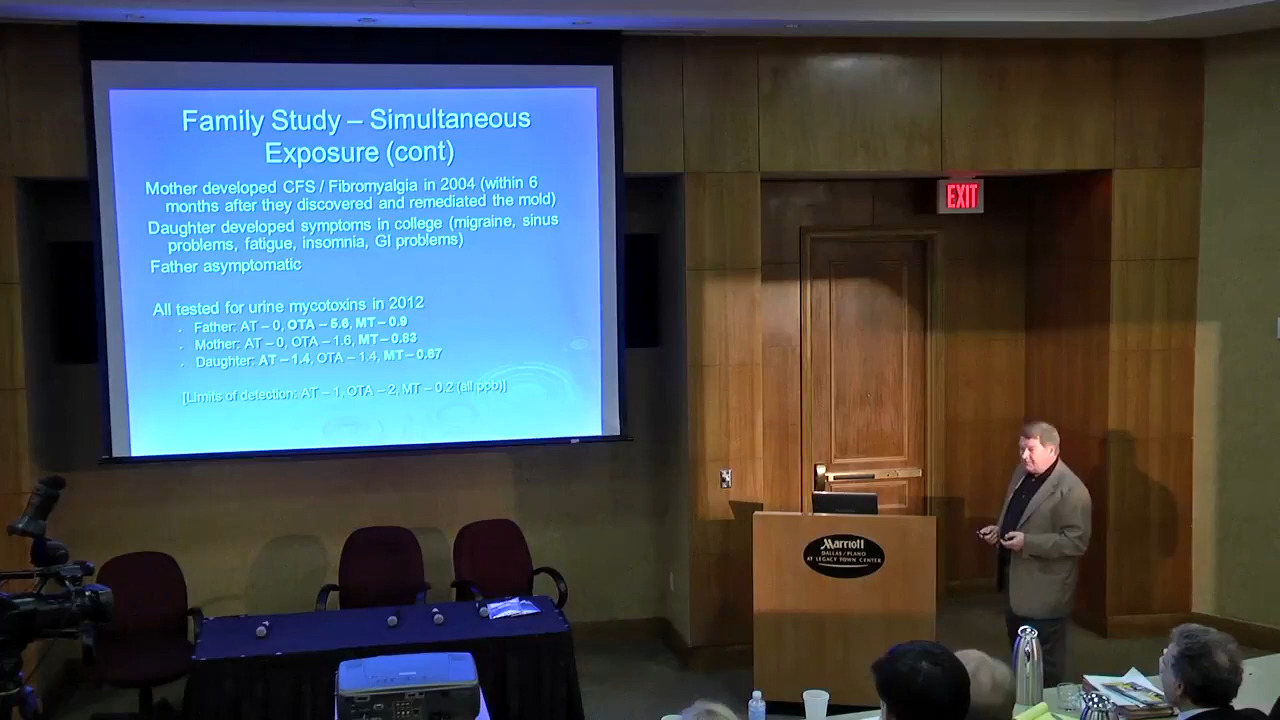 Family Study – Simultaneous
Exposure (cont)
Mother developed CFS / Fibromyalgia in 2004 (within 6
months after they discovered and remediated the mold)
Daughter developed symptoms in college (migraine, sinus
problems, fatigue, insomnia, GI problems)
Father asymptomatic
All tested for urine mycotoxins in 2012
Father: AT – 0, OTA – 5.6, MT – 0.9
Mother: AT – 0, OTA – 1.6, MT – 0.83
Daughter: AT – 1.4, OTA – 1.4, MT – 0.67
[Limits of detection: AT – 1, OTA – 2, MT – 0.2 (all ppb)]
EXIT
Marriott
DALLAS/PLANO
AT LEGACY TOWN CENTER